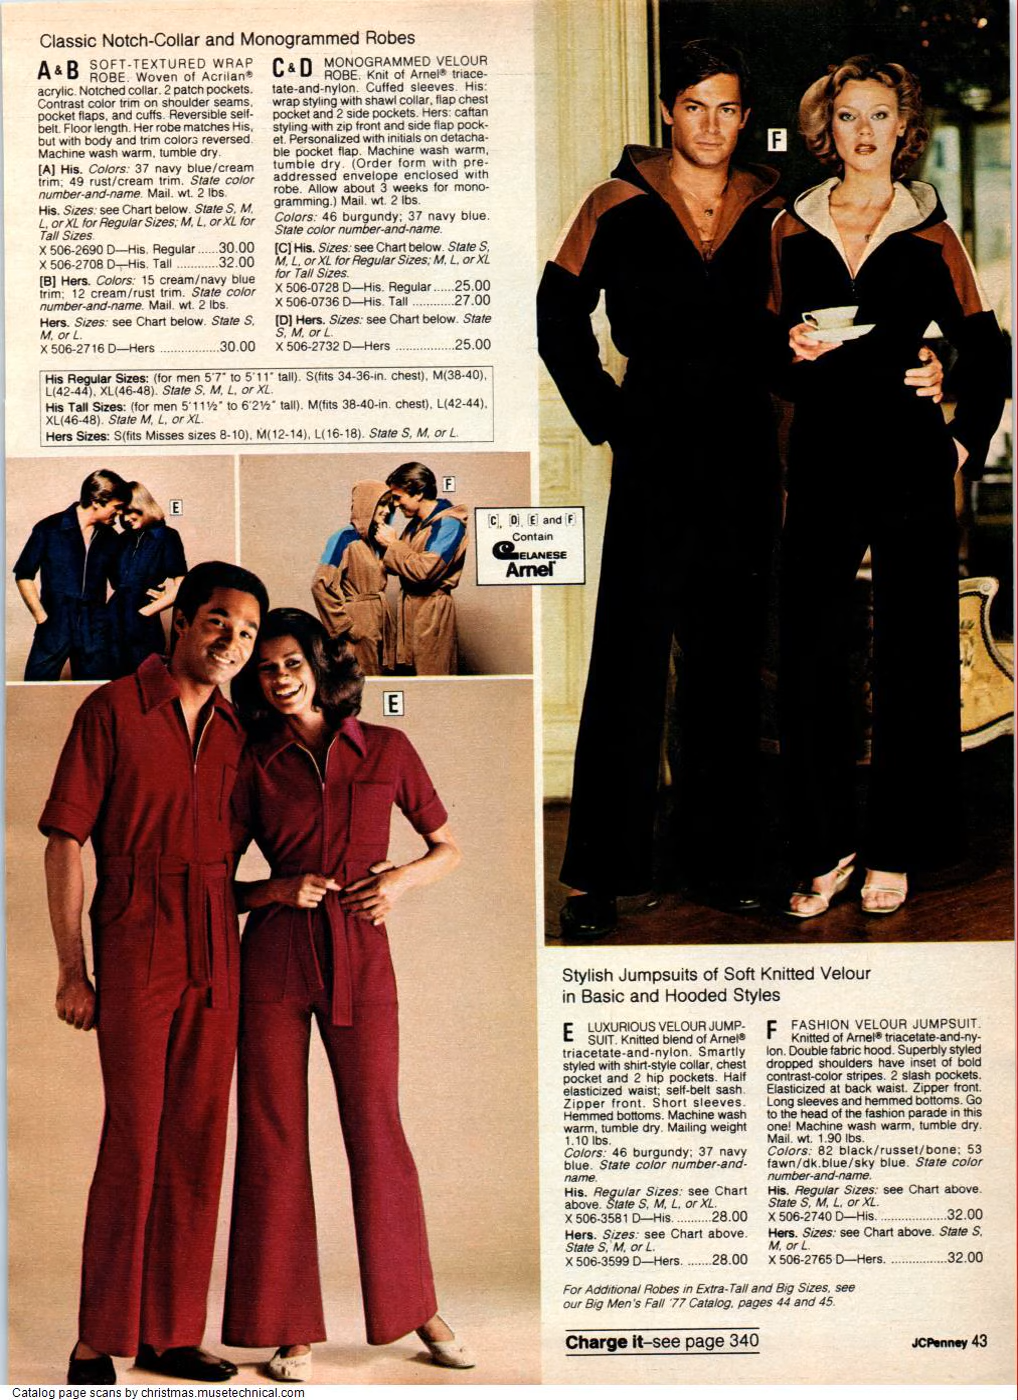 Classic Notch-Collar and Monogrammed Robes
A & B SOFT-TEXTURED WRAP
ROBE. Woven of Acrilan®
acrylic. Notched collar. 2 patch pockets.
Contrast color trim on shoulder seams,
pocket flaps, and cuffs. Reversible self-
belt. Floor length. Her robe matches His,
but with body and trim colors reversed.
Machine wash warm, tumble dry.
[A] His. Colors: 37 navy blue/cream
trim; 49 rust/cream trim. State color
number-and-name. Mail. wt. 2 lbs.
His. Sizes: see Chart below. State S, M,
L, or XL for Regular Sizes; M, L, or XL for
Tall Sizes.
X 506-2690 D—His. Regular .....30.00
X 506-2708 D—His. Tall ............32.00
[B] Hers. Colors: 15 cream/navy blue
trim; 12 cream/rust trim. State color
number-and-name. Mail. wt. 2 lbs.
Hers. Sizes: see Chart below. State S,
M, or L.
X 506-2716 D—Hers .................30.00
C & D MONOGRAMMED VELOUR
ROBE. Knit of Arnel® triace-
tate-and-nylon. Cuffed sleeves. His:
wrap styling with shawl collar, flap chest
pocket and 2 side pockets. Hers: caftan
styling with zip front and side flap pock-
et. Personalized with initials on detacha-
ble pocket flap. Machine wash warm,
tumble dry. (Order form with pre-
addressed envelope enclosed with
robe. Allow about 3 weeks for mono-
gramming.) Mail. wt. 2 lbs.
Colors: 46 burgundy; 37 navy blue.
State color number-and-name.
[C] His. Sizes: see Chart below. State S,
M, L, or XL for Regular Sizes; M, L, or XL
for Tall Sizes.
X 506-0728 D—His. Regular ......25.00
X 506-0736 D—His. Tall ............27.00
[D] Hers. Sizes: see Chart below. State
S, M, or L.
X 506-2732 D—Hers .................25.00
His Regular Sizes: (for men 5'7" to 5'11" tall). S(fits 34-36-in. chest), M(38-40),
L(42-44), XL(46-48). State S, M, L, or XL.
His Tall Sizes: (for men 5'11½" to 6'2½" tall). M(fits 38-40-in. chest), L(42-44),
XL(46-48). State M, L, or XL.
Hers Sizes: S(fits Misses sizes 8-10), M(12-14), L(16-18). State S, M, or L.
F
E
F
C, D, E and F
Contain
CELANESE
Arnel®
E
Stylish Jumpsuits of Soft Knitted Velour
in Basic and Hooded Styles
E LUXURIOUS VELOUR JUMP-
SUIT. Knitted blend of Arnel®
triacetate-and-nylon. Smartly
styled with shirt-style collar, chest
pocket and 2 hip pockets. Half
elasticized waist; self-belt sash.
Zipper front. Short sleeves.
Hemmed bottoms. Machine wash
warm, tumble dry. Mailing weight
1.10 lbs.
Colors: 46 burgundy; 37 navy
blue. State color number-and-
name.
His. Regular Sizes: see Chart
above. State S, M, L, or XL.
X 506-3581 D—His. ..........28.00
Hers. Sizes: see Chart above.
State S, M, or L.
X 506-3599 D—Hers. .......28.00
F FASHION VELOUR JUMPSUIT.
Knitted of Arnel® triacetate-and-ny-
lon. Double fabric hood. Superbly styled
dropped shoulders have inset of bold
contrast-color stripes. 2 slash pockets.
Elasticized at back waist. Zipper front.
Long sleeves and hemmed bottoms. Go
to the head of the fashion parade in this
one! Machine wash warm, tumble dry.
Mail. wt. 1.90 lbs.
Colors: 82 black/russet/bone; 53
fawn/dk.blue/sky blue. State color
number-and-name.
His. Regular Sizes: see Chart above.
State S, M, L, or XL.
X 506-2740 D—His. ...................32.00
Hers. Sizes: see Chart above. State S,
M, or L.
X 506-2765 D—Hers. ................32.00
For Additional Robes in Extra-Tall and Big Sizes, see
our Big Men's Fall '77 Catalog, pages 44 and 45.
Charge it–see page 340
JCPenney 43
Catalog page scans by christmas.musetechnical.com